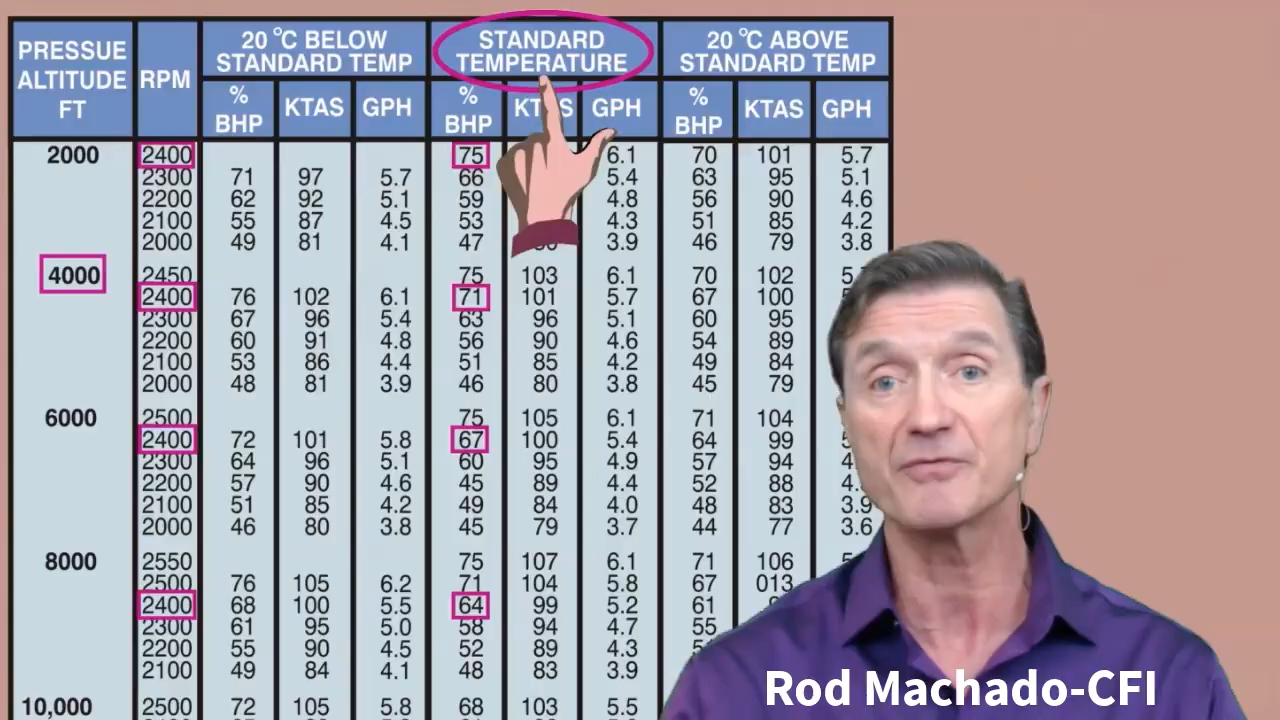 PRESSUE ALTITUDE FT RPM 20 °C BELOW STANDARD TEMP STANDARD TEMPERATURE 20 °C ABOVE STANDARD TEMP
% BHP KTAS GPH % BHP GPH % BHP KTAS GPH
2000 2400 75 6.1 70 101 5.7
2300 71 97 5.7 66 5.4 63 95 5.1
2200 62 92 5.1 59 4.8 56 90 4.6
2100 55 87 4.5 53 4.3 51 85 4.2
2000 49 81 4.1 47 3.9 46 79 3.8
4000 2450 75 103 6.1 70 102
2400 76 102 6.1 71 101 5.7 67 100
2300 67 96 5.4 63 96 5.1 60 95
2200 60 91 4.8 56 90 4.6 54 89
2100 53 86 4.4 51 85 4.2 49 84
2000 48 81 3.9 46 80 3.8 45 79
6000 2500 75 105 6.1 71 104
2400 72 101 5.8 67 100 5.4 64 99
2300 64 96 5.1 60 95 4.9 57 94
2200 57 90 4.6 45 89 4.4 52 88
2100 51 85 4.2 49 84 4.0 48 83 3.9
2000 46 80 3.8 45 79 3.7 44 77 3.6
8000 2550 75 107 6.1 71 106
2500 76 105 6.2 71 104 5.8 67 013
2400 68 100 5.5 64 99 5.2 61
2300 61 95 5.0 58 94 4.7 55
2200 55 90 4.5 52 89 4.3
2100 49 84 4.1 48 83 3.9
10,000 2500 72 105 5.8 68 103 5.5
Rod Machado-CFI